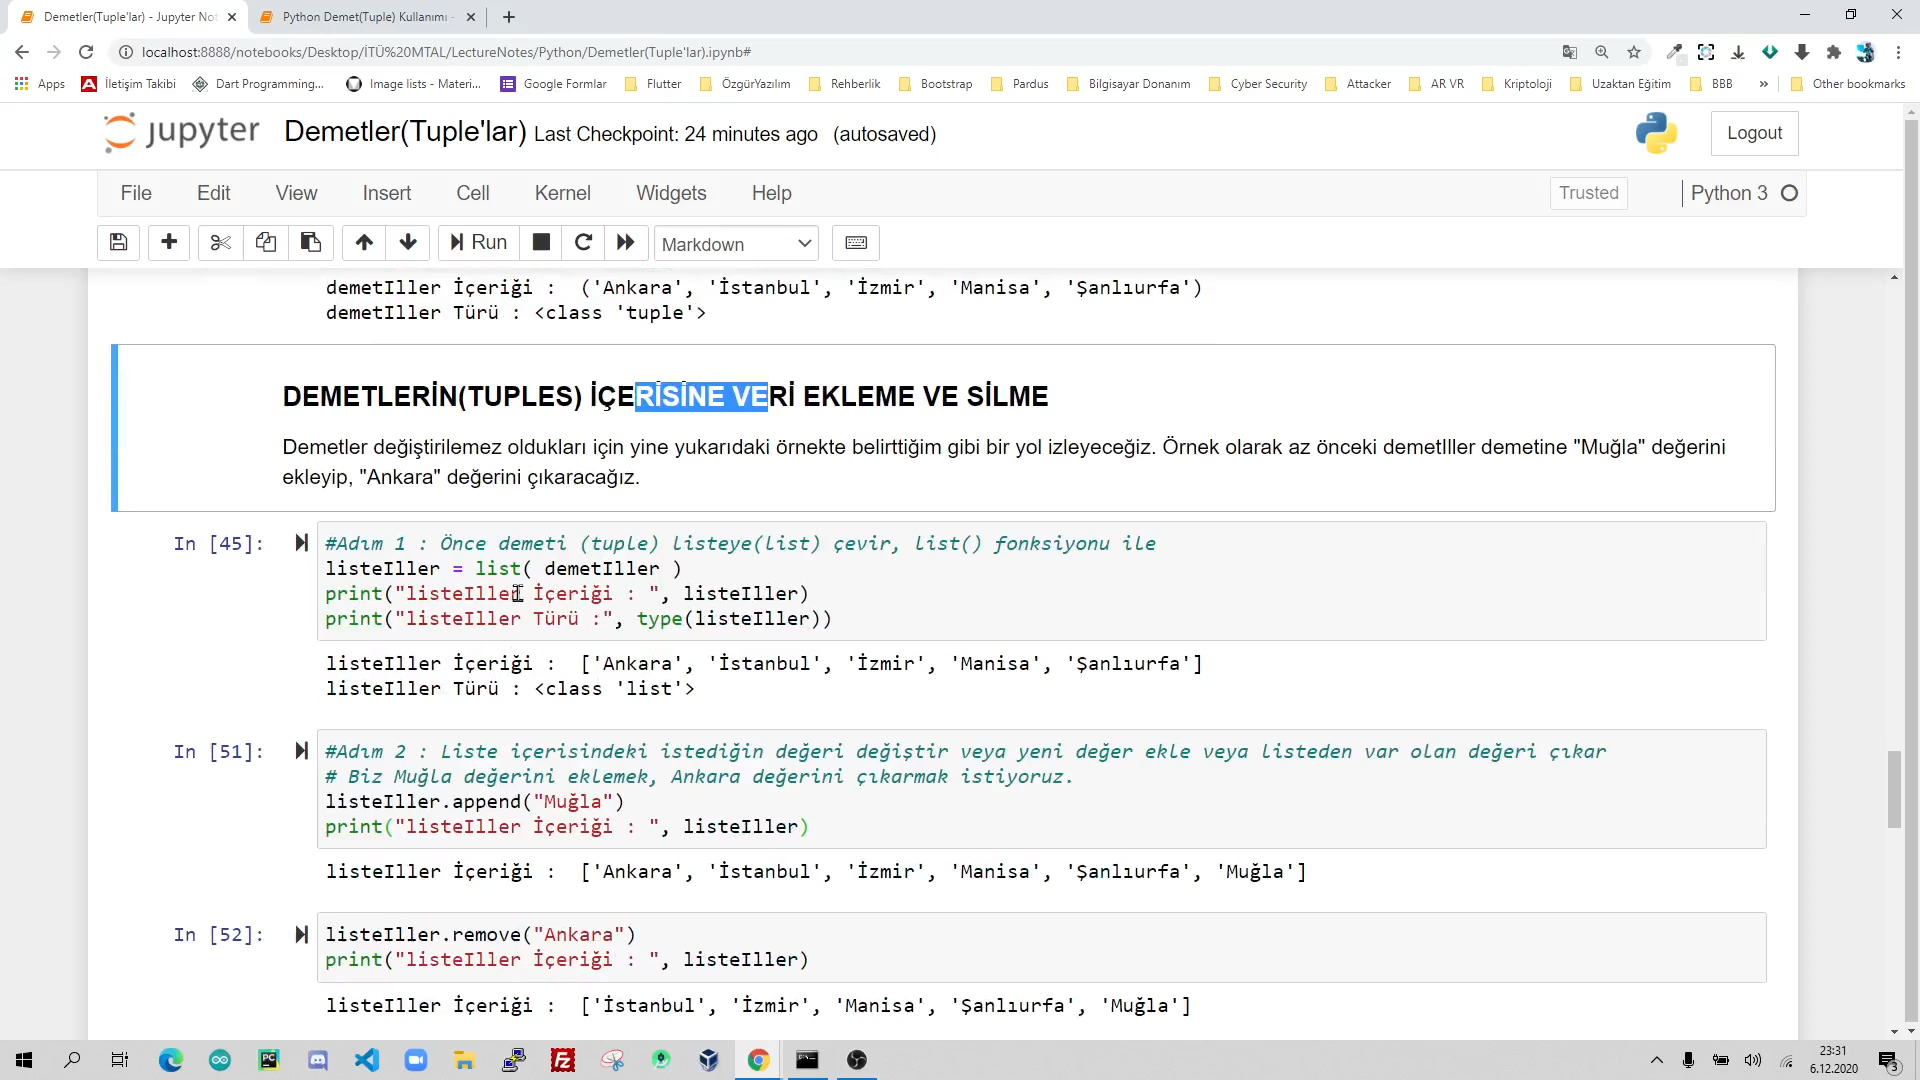 Demetler(Tuple'lar) - Jupyter Not
Python Demet(Tuple) Kullanımı -
localhost:8888/notebooks/Desktop/İTÜ%20MTAL/LectureNotes/Python/Demetler(Tuple'lar).ipynb#
Apps İletişim Takibi Dart Programming... Image lists - Materi... Google Formlar Flutter ÖzgürYazılım Rehberlik Bootstrap Pardus Bilgisayar Donanım Cyber Security Attacker AR VR Kriptoloji Uzaktan Eğitim BBB » Other bookmarks
jupyter Demetler(Tuple'lar) Last Checkpoint: 24 minutes ago (autosaved) Logout
File Edit View Insert Cell Kernel Widgets Help Trusted Python 3
Run Markdown
demetIller İçeriği :  ('Ankara', 'İstanbul', 'İzmir', 'Manisa', 'Şanlıurfa')
demetIller Türü : <class 'tuple'>
DEMETLERİN(TUPLES) İÇERİSİNE VERİ EKLEME VE SİLME
Demetler değiştirilemez oldukları için yine yukarıdaki örnekte belirttiğim gibi bir yol izleyeceğiz. Örnek olarak az önceki demetIller demetine "Muğla" değerini
ekleyip, "Ankara" değerini çıkaracağız.
In [45]: #Adım 1 : Önce demeti (tuple) listeye(list) çevir, list() fonksiyonu ile
listeIller = list( demetIller )
print("listeIller İçeriği : ", listeIller)
print("listeIller Türü :", type(listeIller))
listeIller İçeriği :  ['Ankara', 'İstanbul', 'İzmir', 'Manisa', 'Şanlıurfa']
listeIller Türü : <class 'list'>
In [51]: #Adım 2 : Liste içerisindeki istediğin değeri değiştir veya yeni değer ekle veya listeden var olan değeri çıkar
# Biz Muğla değerini eklemek, Ankara değerini çıkarmak istiyoruz.
listeIller.append("Muğla")
print("listeIller İçeriği : ", listeIller)
listeIller İçeriği :  ['Ankara', 'İstanbul', 'İzmir', 'Manisa', 'Şanlıurfa', 'Muğla']
In [52]: listeIller.remove("Ankara")
print("listeIller İçeriği : ", listeIller)
listeIller İçeriği :  ['İstanbul', 'İzmir', 'Manisa', 'Şanlıurfa', 'Muğla']
23:31
6.12.2020
3